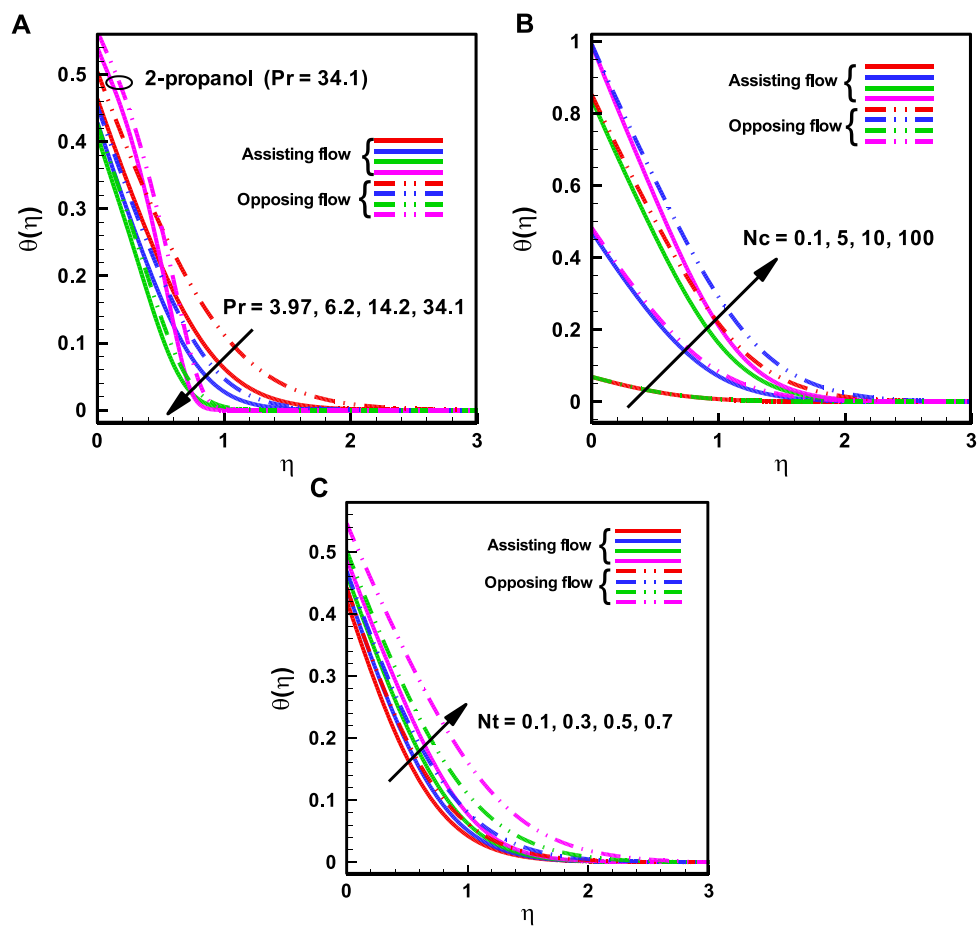 A
0.5
0.4
0.3
0.2
0.1
0
θ(η)
2-propanol (Pr = 34.1)
Assisting flow {
Opposing flow {
Pr = 3.97, 6.2, 14.2, 34.1
0 1 2 3
η
B
1
0.8
0.6
0.4
0.2
0
θ(η)
Assisting flow {
Opposing flow {
Nc = 0.1, 5, 10, 100
0 1 2 3
η
C
0.5
0.4
0.3
0.2
0.1
0
θ(η)
Assisting flow {
Opposing flow {
Nt = 0.1, 0.3, 0.5, 0.7
0 1 2 3
η